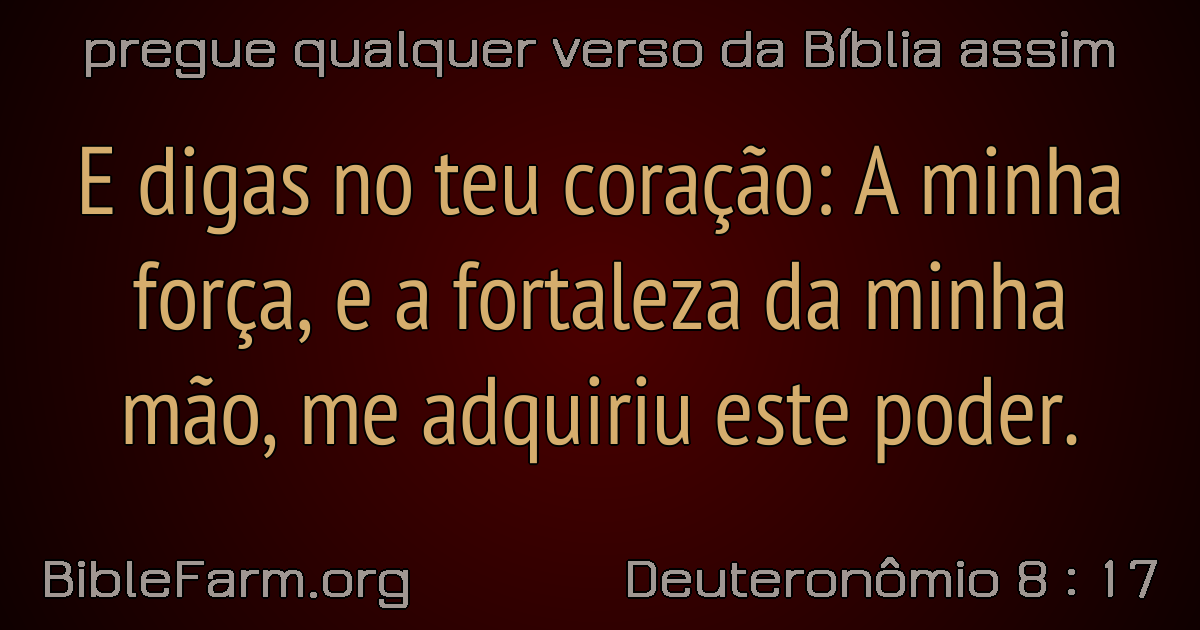 pregue qualquer verso da Bíblia assim
E digas no teu coração: A minha
força, e a fortaleza da minha
mão, me adquiriu este poder.
BibleFarm.org
Deuteronômio 8 : 17